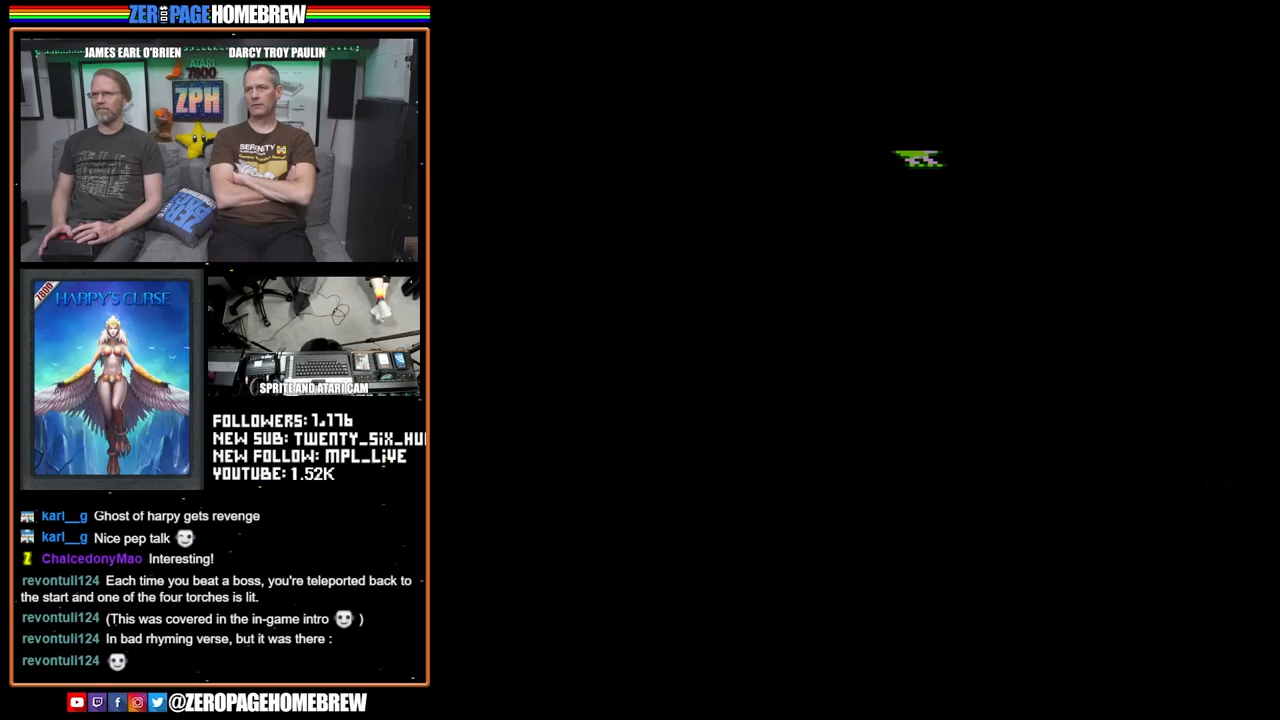 ZERO PAGE HOMEBREW
JAMES EARL O'BRIEN
DARCY TROY PAULIN
ATARI
7800
ZPH
SERENITY
7800
HARPY'S CURSE
SPRITE AND ATARI CAM
FOLLOWERS: 1,176
NEW SUB: TWENTY_SIX_HU
NEW FOLLOW: MPL_LIVE
YOUTUBE: 1.52K
karl__g Ghost of harpy gets revenge
karl__g Nice pep talk
Z ChalcedonyMao Interesting!
revontuli124 Each time you beat a boss, you're teleported back to
the start and one of the four torches is lit.
revontuli124 (This was covered in the in-game intro )
revontuli124 In bad rhyming verse, but it was there :
revontuli124
@ZEROPAGEHOMEBREW